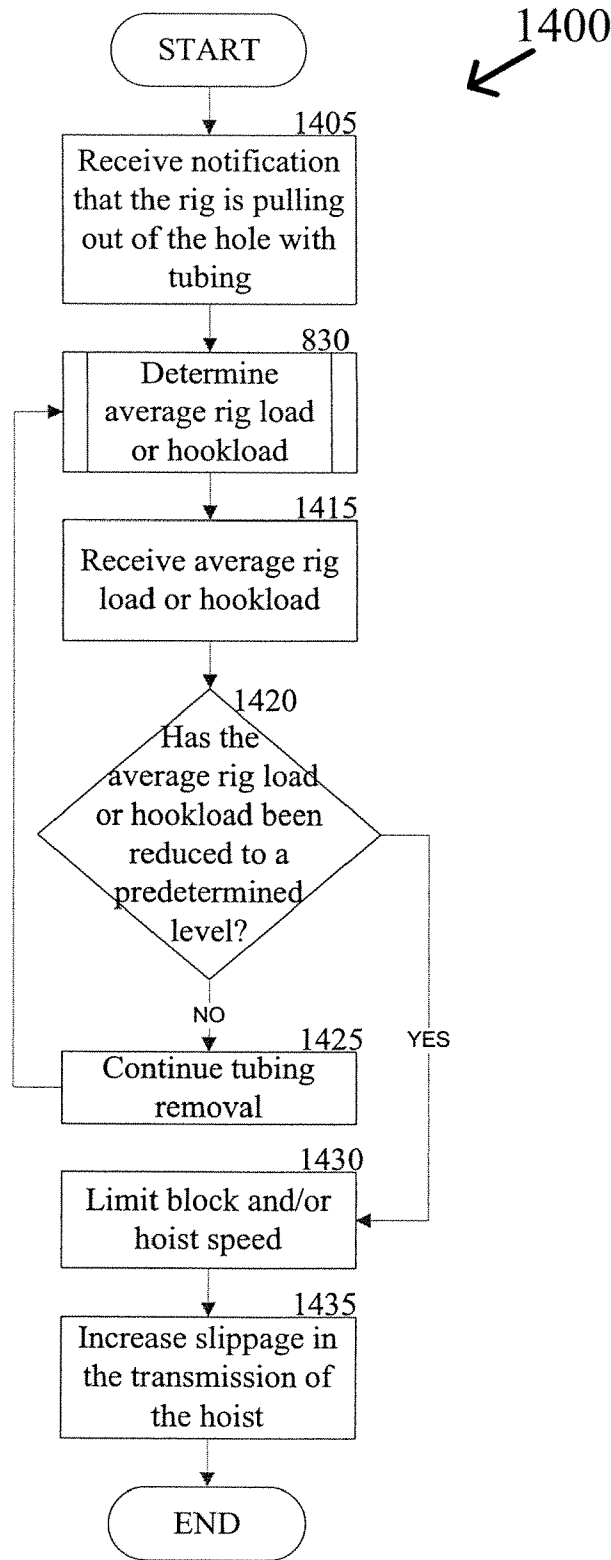 1400
START
1405
Receive notification
that the rig is pulling
out of the hole with
tubing
830
Determine
average rig load
or hookload
1415
Receive average rig
load or hookload
1420
Has the
average rig load
or hookload been
reduced to a
predetermined
level?
NO
YES
1425
Continue tubing
removal
1430
Limit block and/or
hoist speed
1435
Increase slippage in
the transmission of
the hoist
END